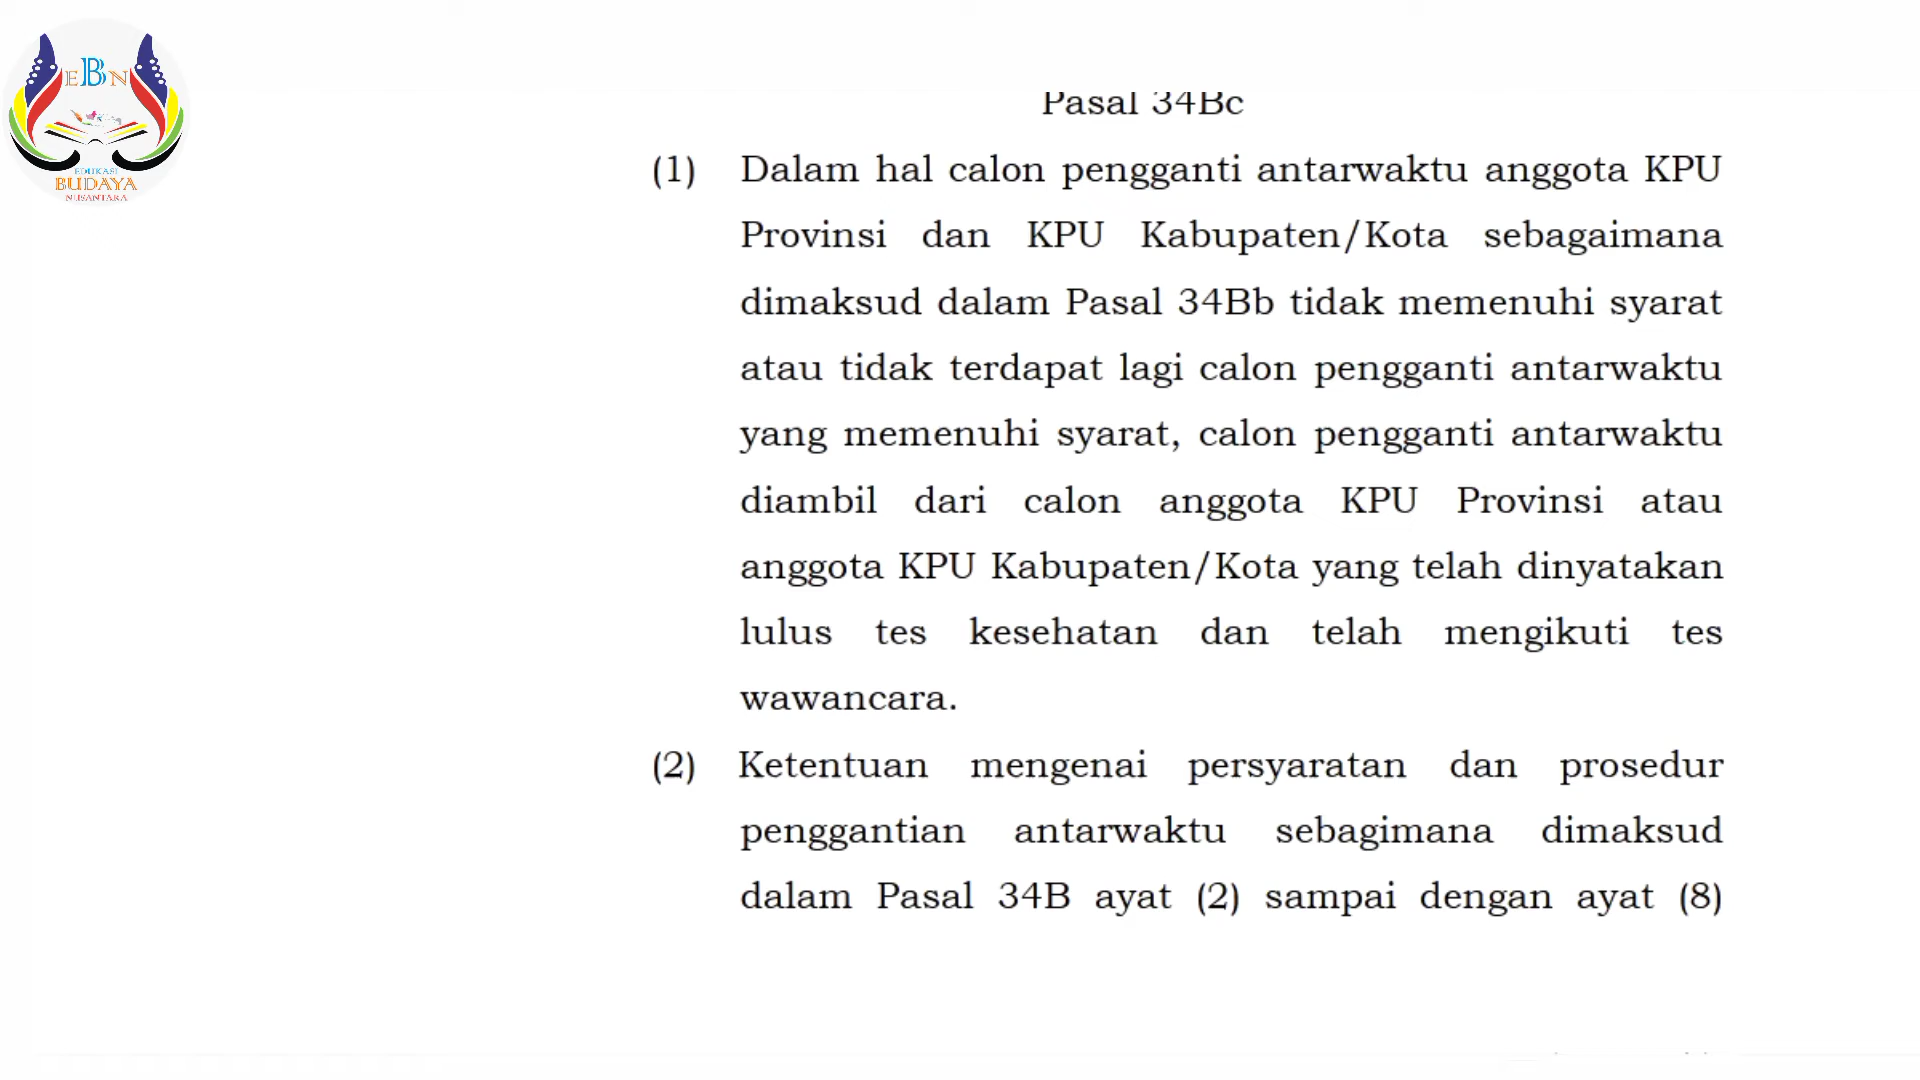 EBN
EDUKASI
BUDAYA
NUSANTARA
Pasal 34Bc
(1) Dalam hal calon pengganti antarwaktu anggota KPU
Provinsi dan KPU Kabupaten/Kota sebagaimana
dimaksud dalam Pasal 34Bb tidak memenuhi syarat
atau tidak terdapat lagi calon pengganti antarwaktu
yang memenuhi syarat, calon pengganti antarwaktu
diambil dari calon anggota KPU Provinsi atau
anggota KPU Kabupaten/Kota yang telah dinyatakan
lulus tes kesehatan dan telah mengikuti tes
wawancara.
(2) Ketentuan mengenai persyaratan dan prosedur
penggantian antarwaktu sebagimana dimaksud
dalam Pasal 34B ayat (2) sampai dengan ayat (8)